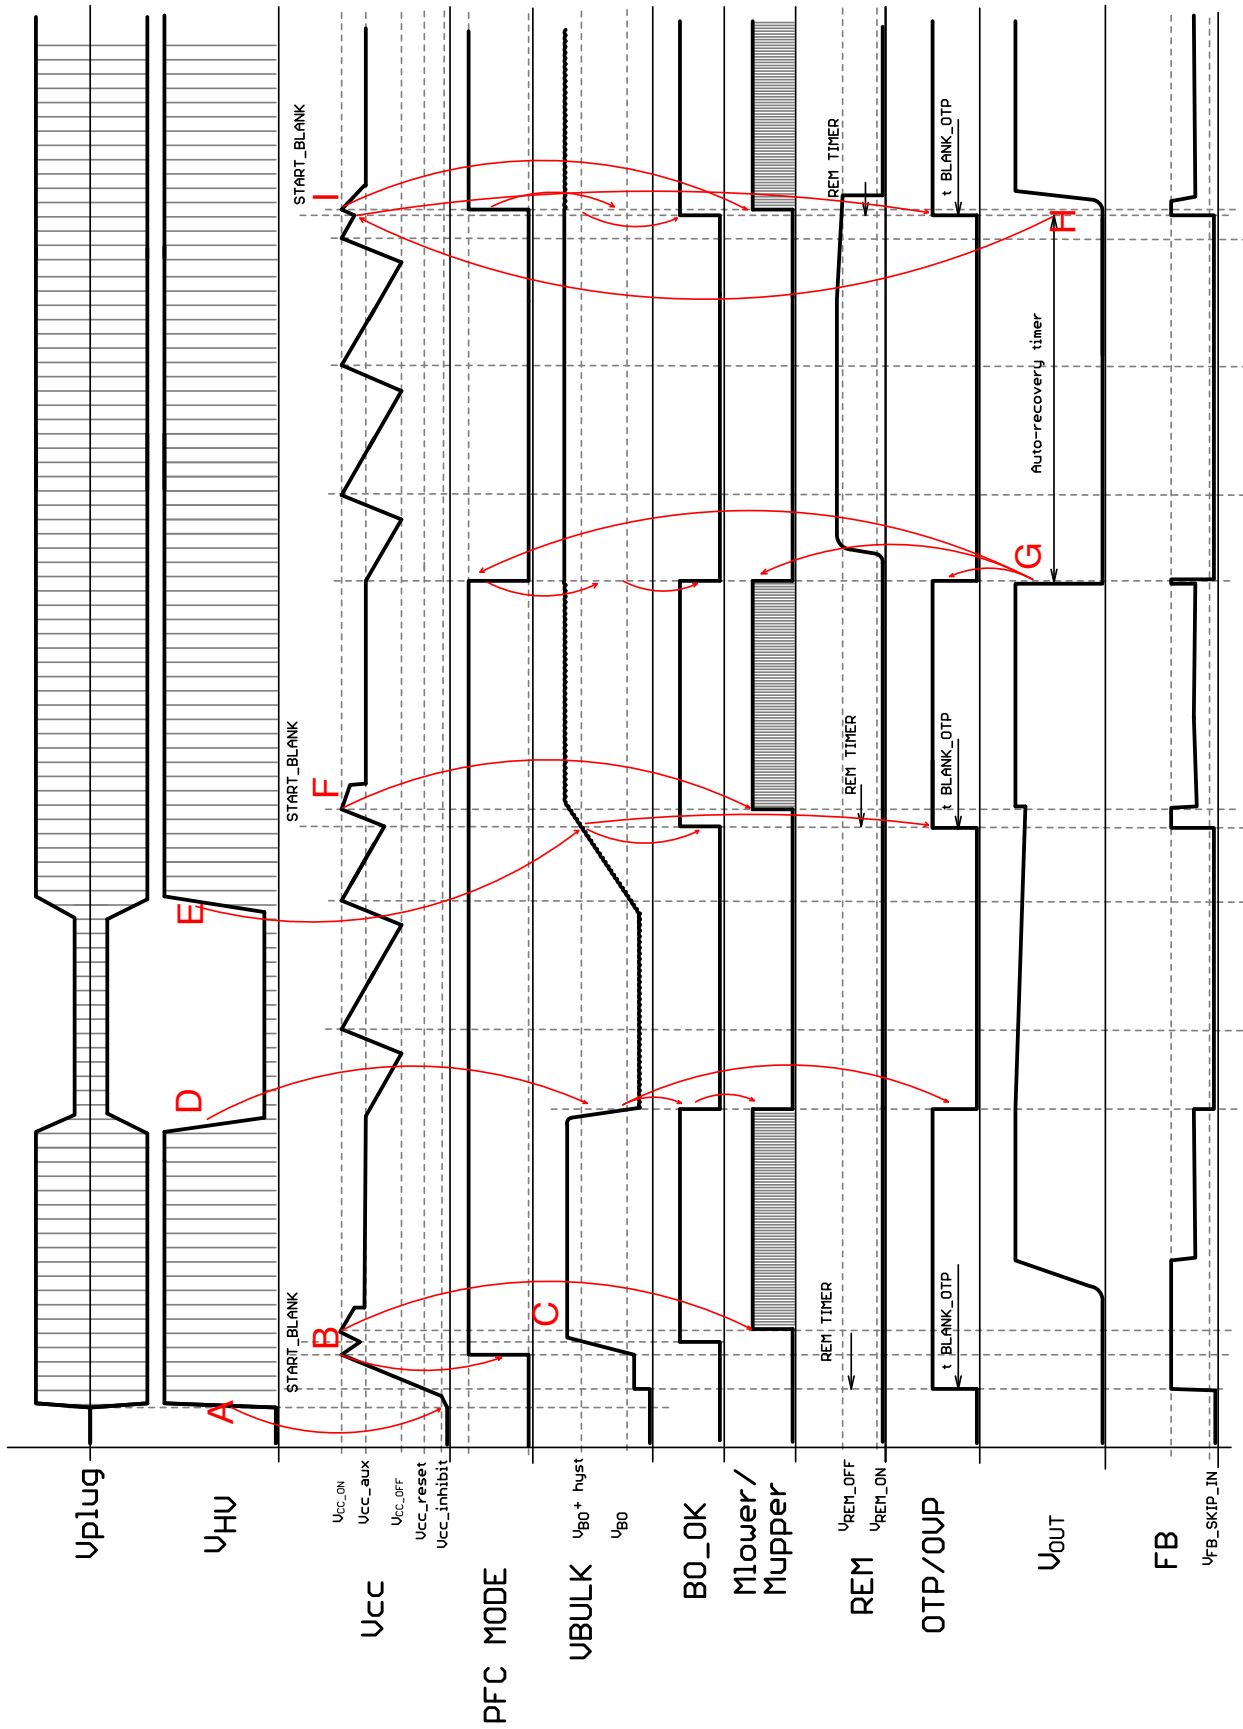 Vplug
VHV
START_BLANK
START_BLANK
START_BLANK
A
B
C
D
E
F
G
H
I
Vcc
VCC_ON
Vcc_aux
VCC_OFF
Vcc_reset
Vcc_inhibit
PFC MODE
VBULK
VBO+ hyst
VBO
BO_OK
Mlower/
Mupper
REM
VREM_OFF
VREM_ON
REM TIMER
REM TIMER
REM TIMER
OTP/OVP
t BLANK_OTP
t BLANK_OTP
t BLANK_OTP
VOUT
Auto-recovery timer
FB
VFB_SKIP_IN